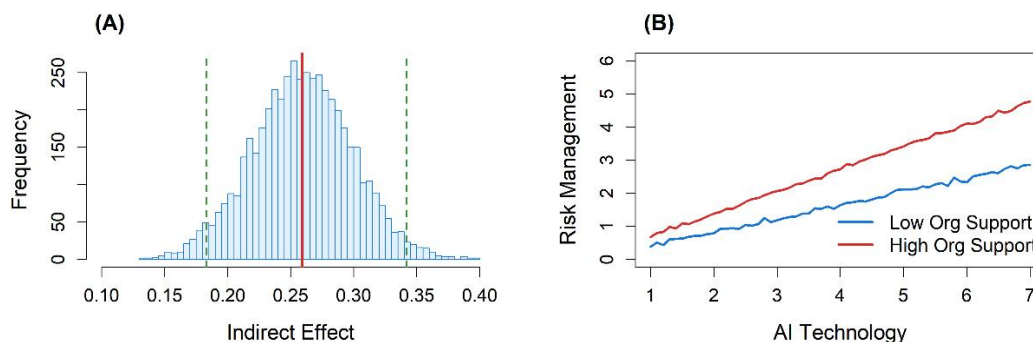 (A)
Frequency
250
150
50
0
0.10 0.20 0.25 0.30 0.35 0.40
Indirect Effect
(B)
Risk Management
6
5
4
3
2
1
0
Low Org Support
High Org Support
1 2 3 4 5 6 7
AI Technology